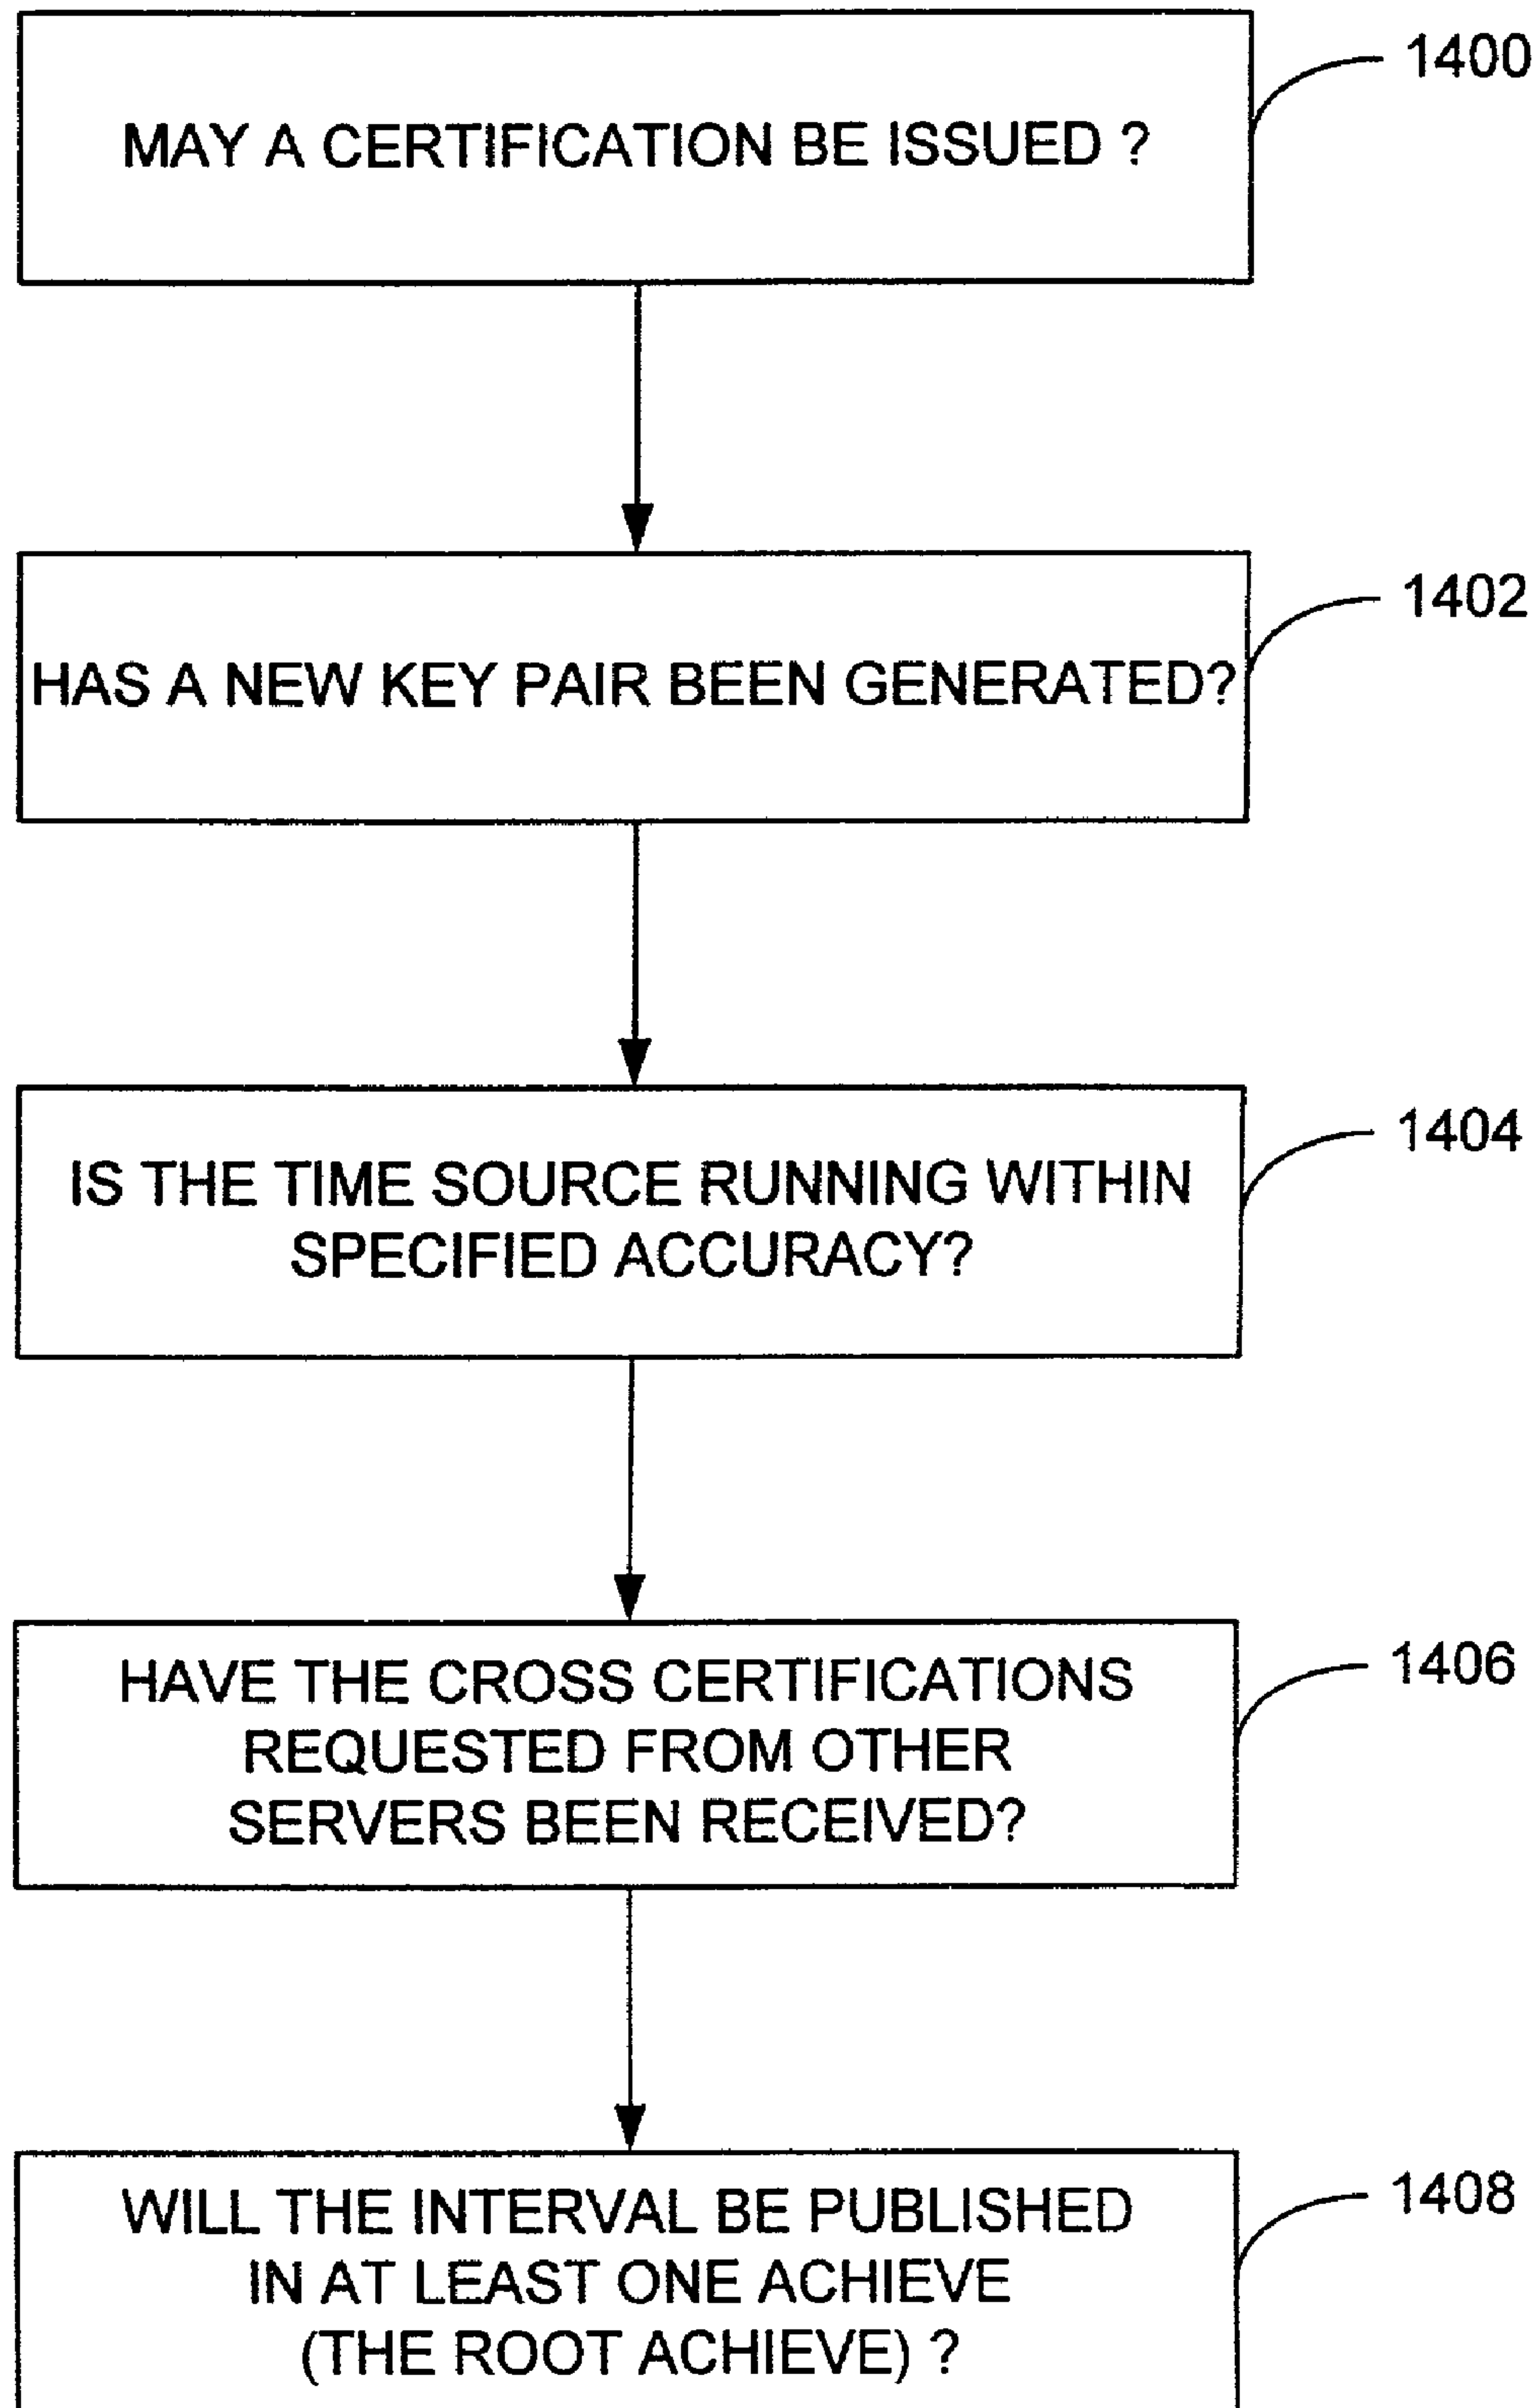 MAY A CERTIFICATION BE ISSUED ?
1400
HAS A NEW KEY PAIR BEEN GENERATED?
1402
IS THE TIME SOURCE RUNNING WITHIN
SPECIFIED ACCURACY?
1404
HAVE THE CROSS CERTIFICATIONS
REQUESTED FROM OTHER
SERVERS BEEN RECEIVED?
1406
WILL THE INTERVAL BE PUBLISHED
IN AT LEAST ONE ACHIEVE
(THE ROOT ACHIEVE) ?
1408